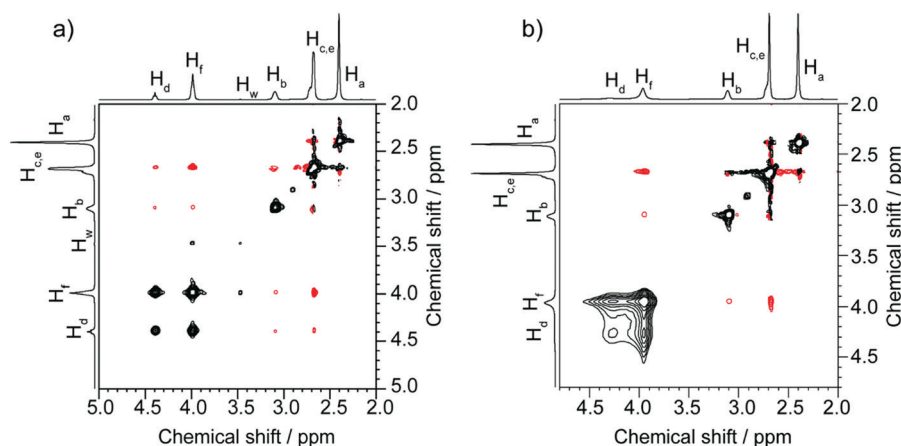 a)
H_d H_f H_w H_b H_c,e H_a
H_a
H_c,e
H_b
H_w
H_f
H_d
2.0
2.5
3.0
3.5
4.0
4.5
5.0
Chemical shift / ppm
5.0 4.5 4.0 3.5 3.0 2.5 2.0
Chemical shift / ppm
b)
H_d H_f H_b H_c,e H_a
H_a
H_c,e
H_b
H_f
H_d
2.0
2.5
3.0
3.5
4.0
4.5
Chemical shift / ppm
4.5 4.0 3.5 3.0 2.5 2.0
Chemical shift / ppm